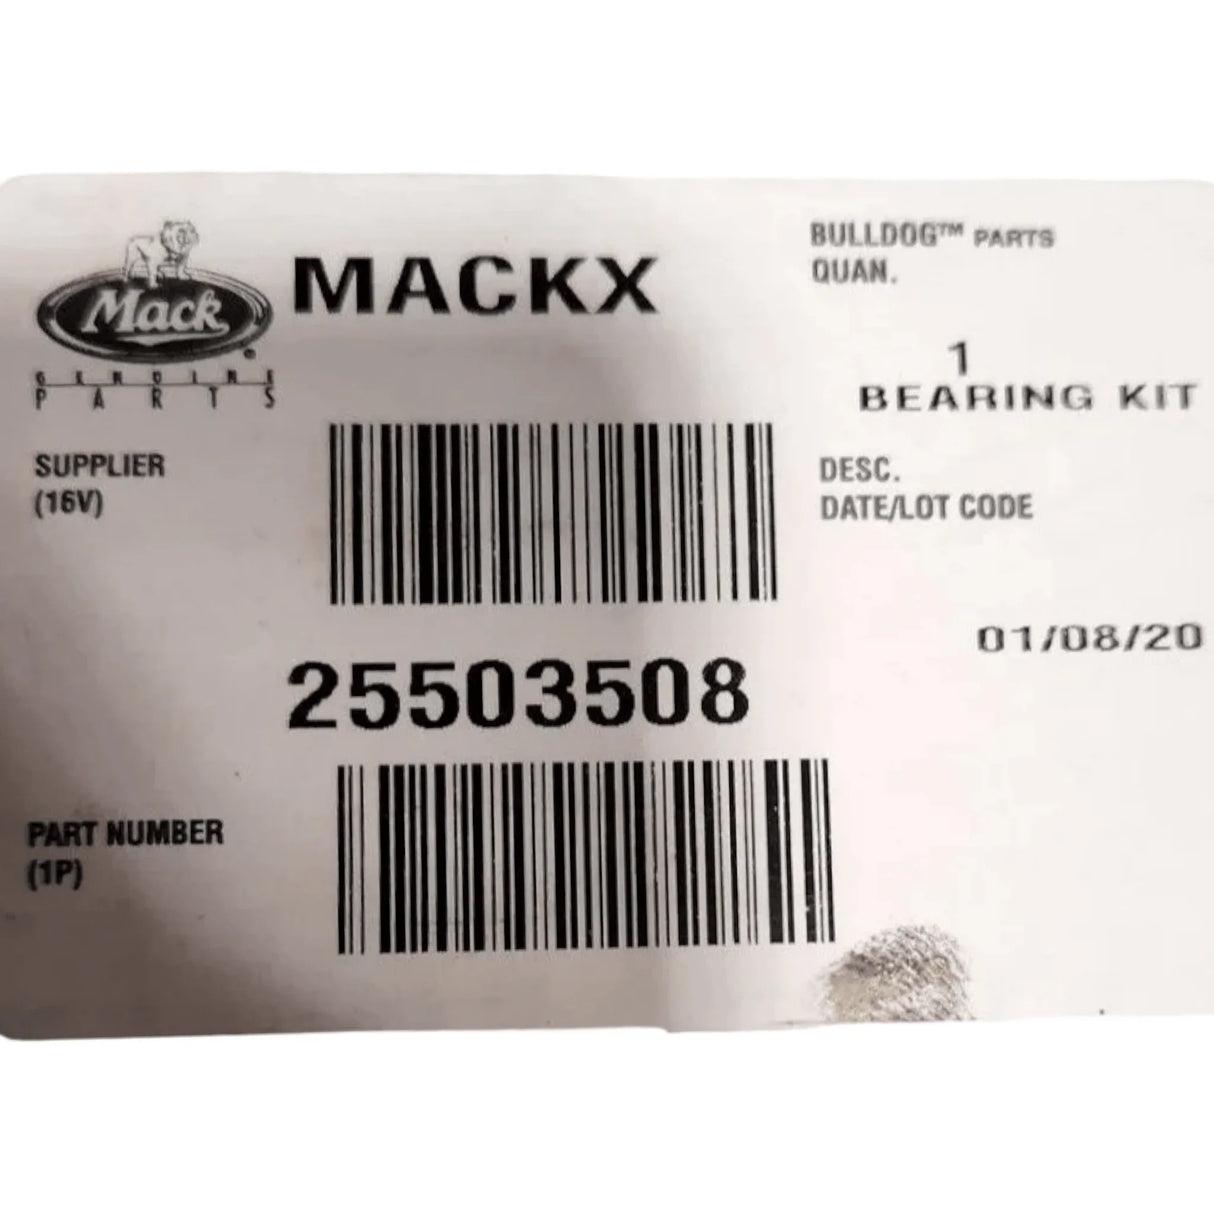 Mack
®
GENUINE
PARTS
MACKX
BULLDOG™ PARTS
QUAN.
1
BEARING KIT
SUPPLIER
(16V)
DESC.
DATE/LOT CODE
01/08/20
25503508
PART NUMBER
(1P)